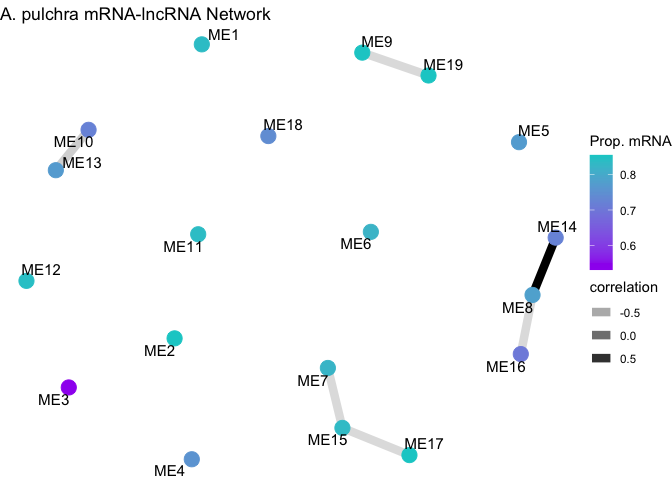 A. pulchra mRNA-lncRNA Network
ME1
ME9
ME19
ME18
ME5
ME10
ME13
ME14
ME11
ME6
ME12
ME8
ME2
ME16
ME7
ME3
ME15
ME17
ME4
Prop. mRNA
0.8
0.7
0.6
correlation
-0.5
0.0
0.5